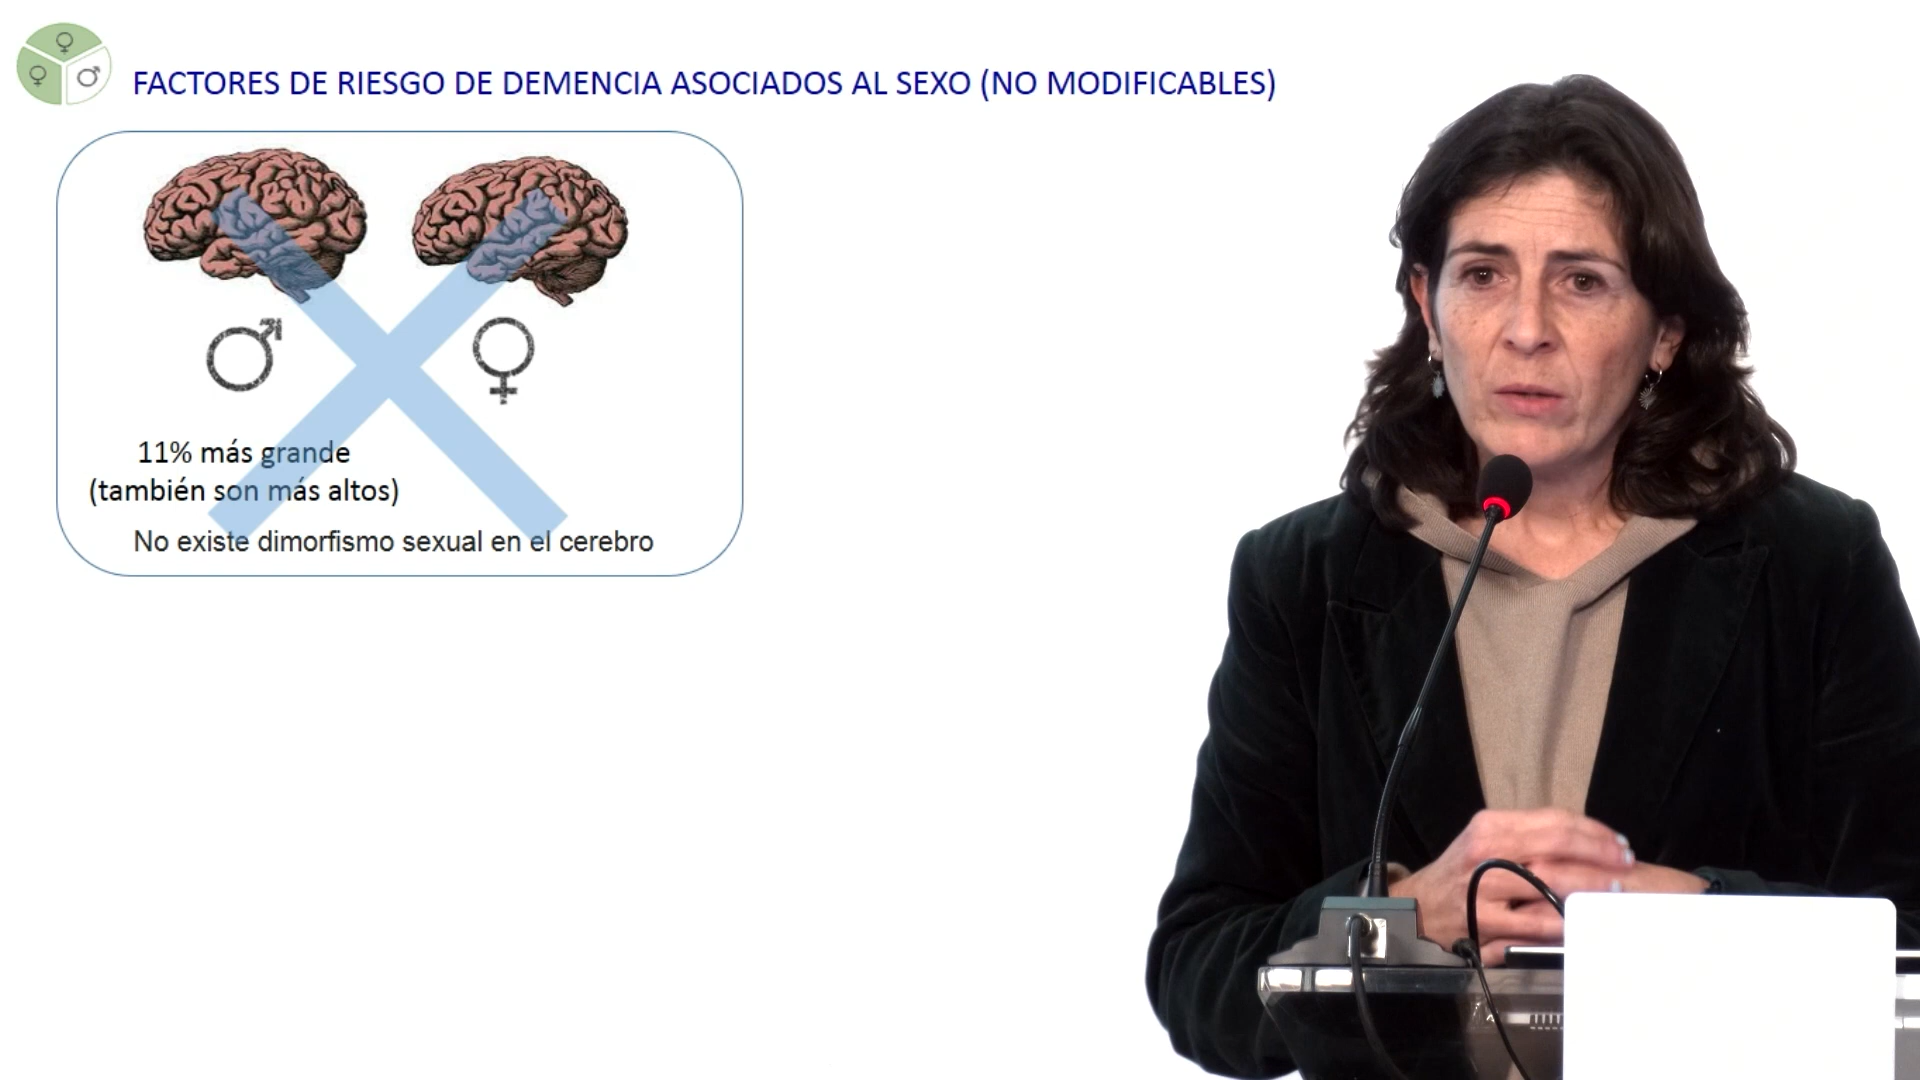 FACTORES DE RIESGO DE DEMENCIA ASOCIADOS AL SEXO (NO MODIFICABLES)
11% más grande
(también son más altos)
No existe dimorfismo sexual en el cerebro